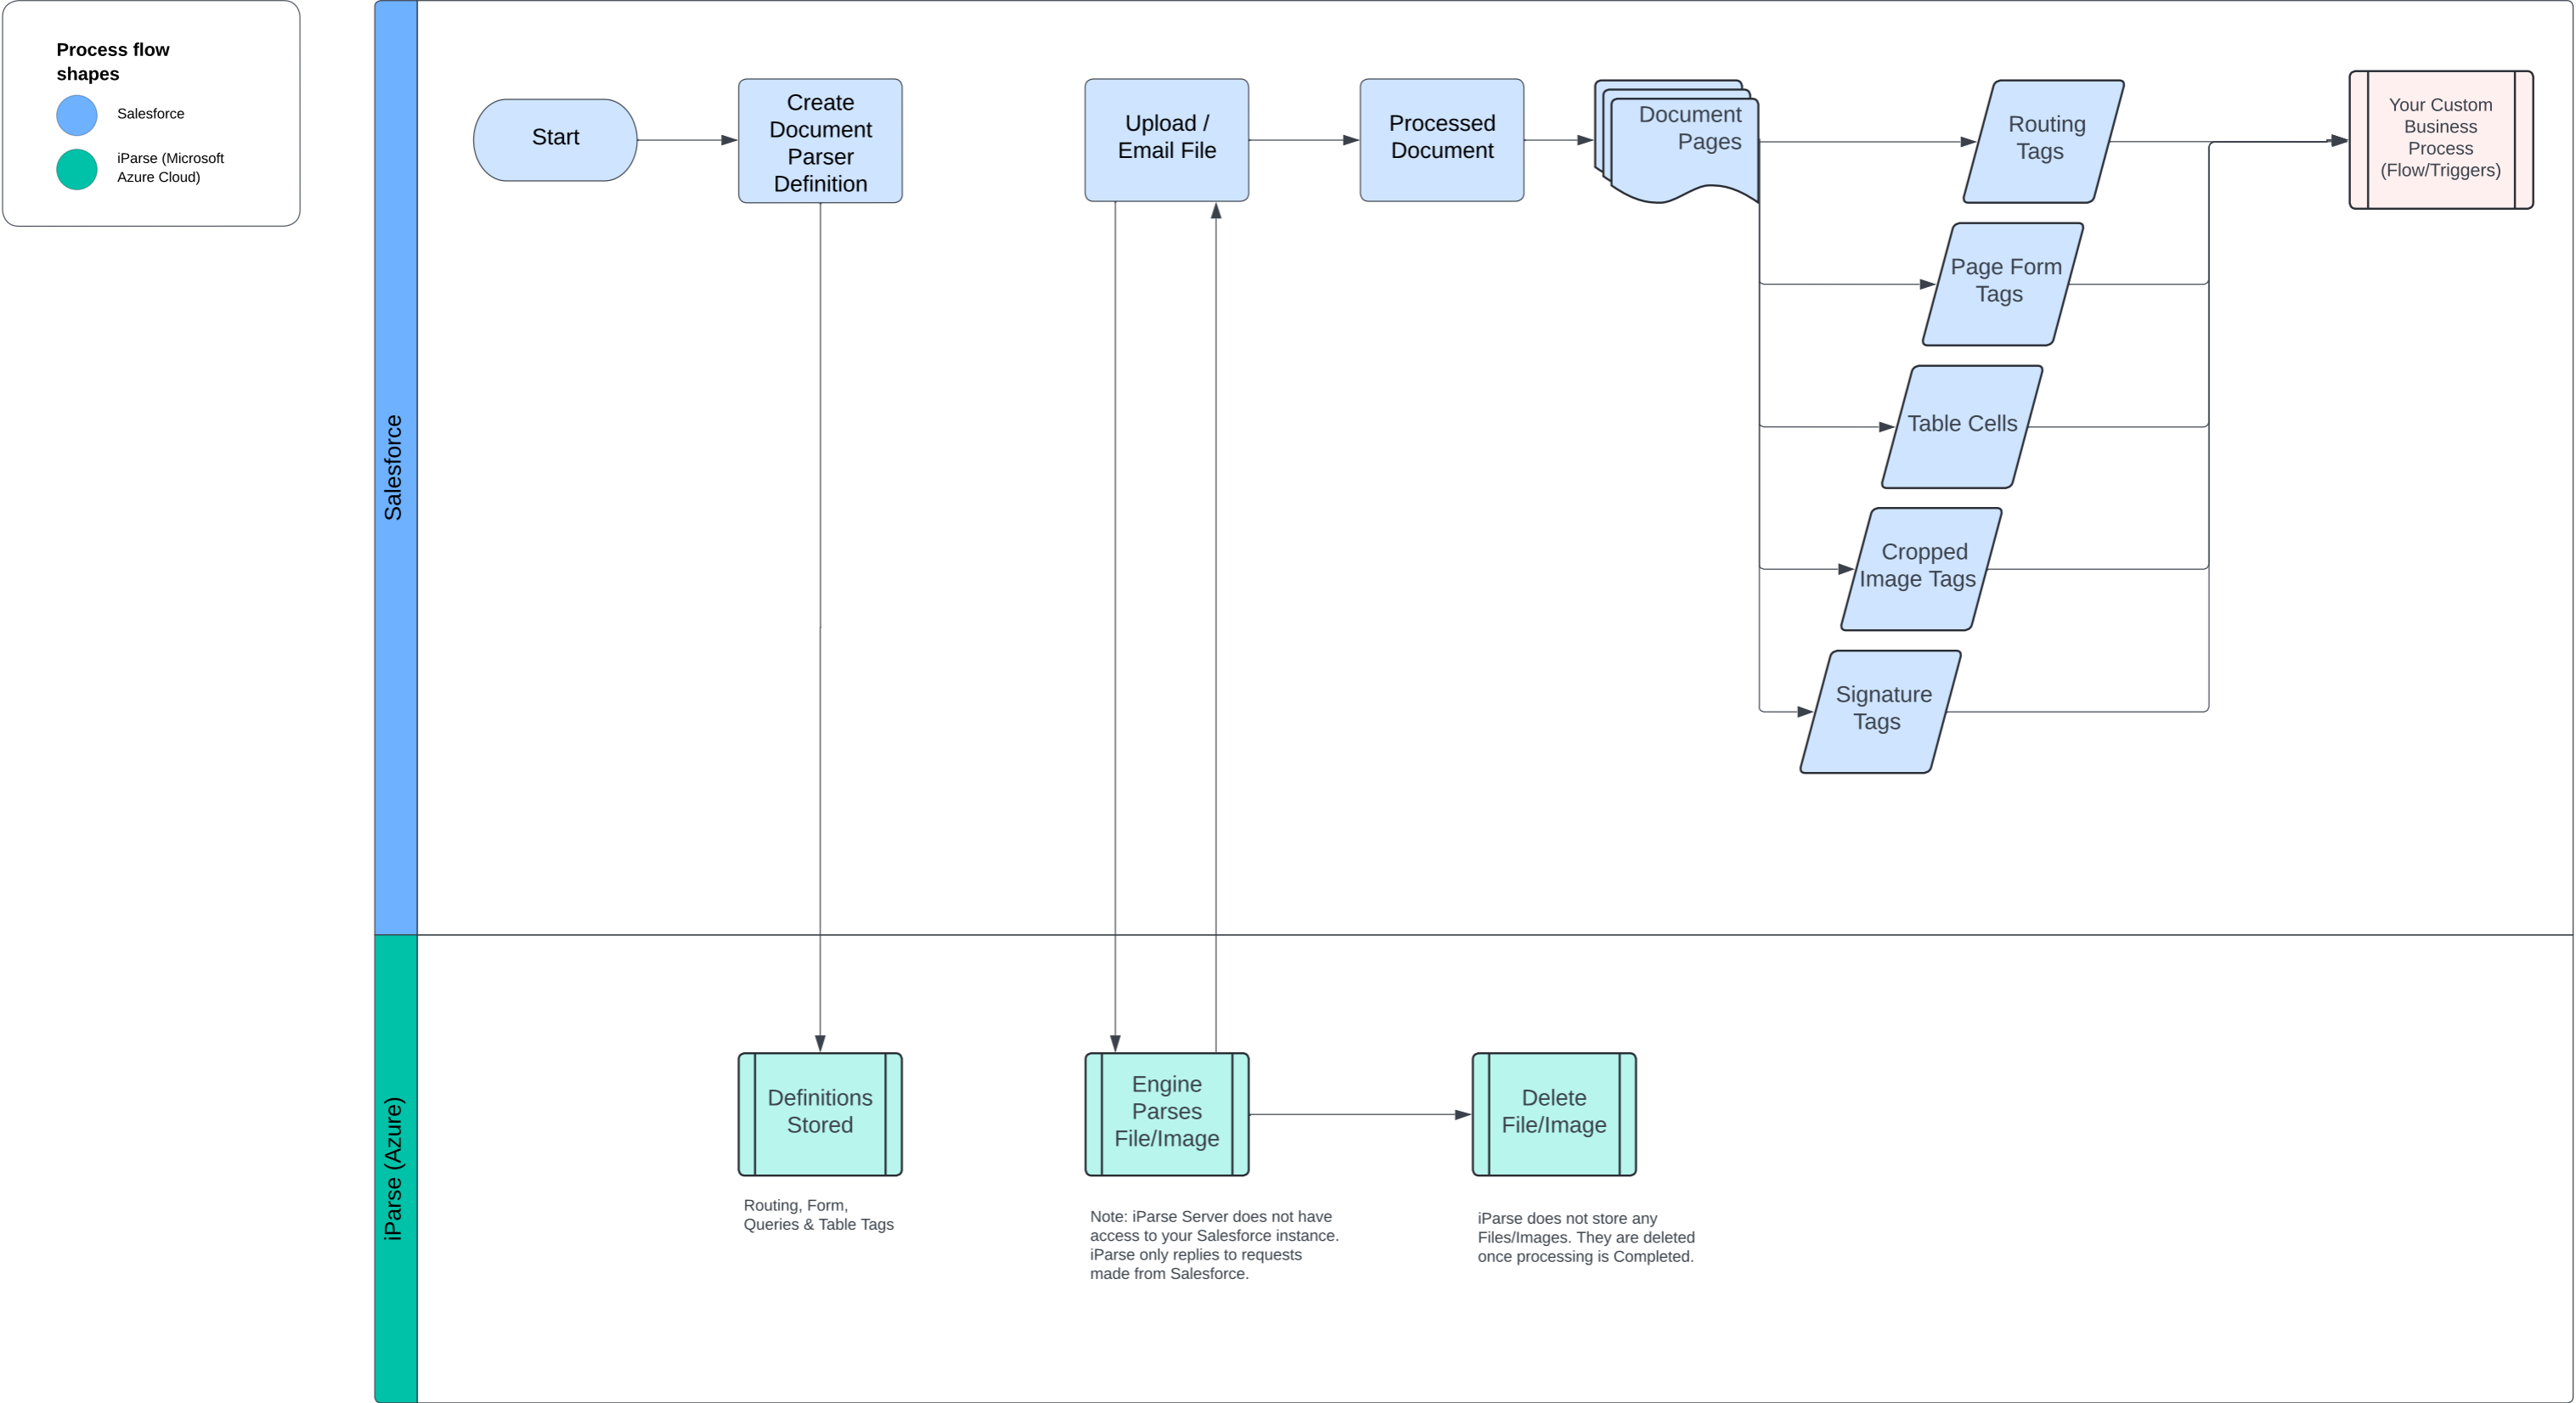 Process flow
shapes
Salesforce
iParse (Microsoft
Azure Cloud)
Salesforce
Start
Create
Document
Parser
Definition
Upload /
Email File
Processed
Document
Document
Pages
Routing
Tags
Page Form
Tags
Table Cells
Cropped
Image Tags
Signature
Tags
Your Custom
Business
Process
(Flow/Triggers)
iParse (Azure)
Definitions
Stored
Routing, Form,
Queries & Table Tags
Engine
Parses
File/Image
Note: iParse Server does not have
access to your Salesforce instance.
iParse only replies to requests
made from Salesforce.
Delete
File/Image
iParse does not store any
Files/Images. They are deleted
once processing is Completed.